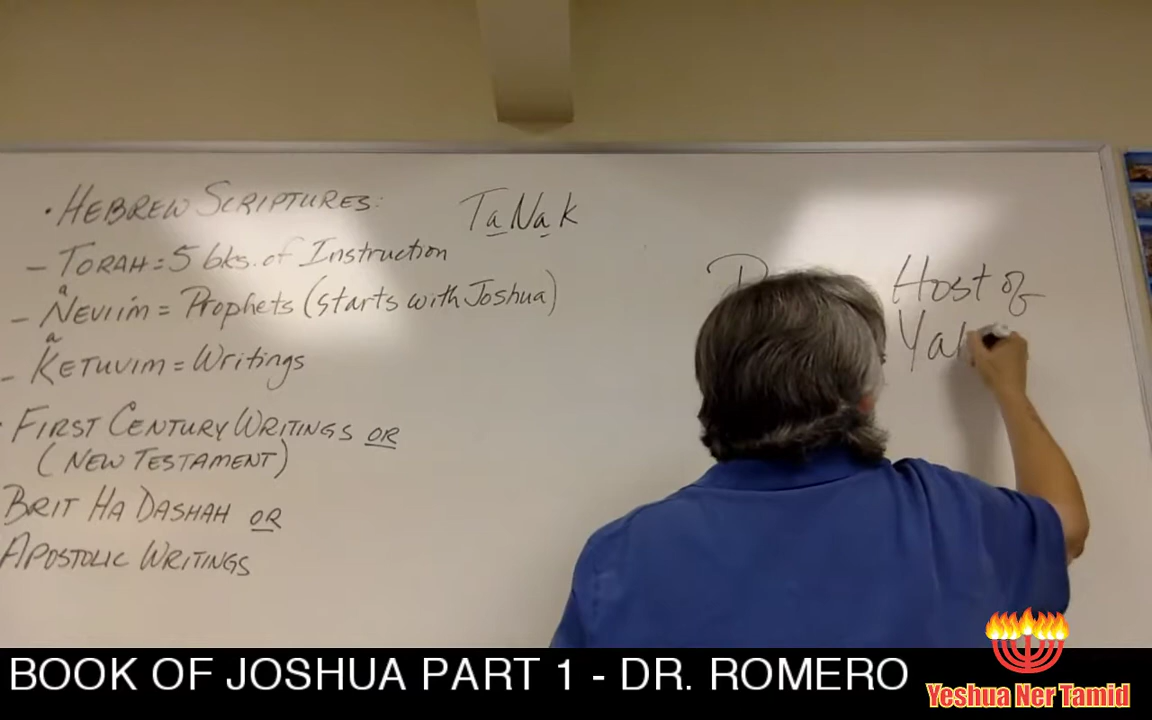 · HEBREW SCRIPTURES:
TaNaK
- TORAH = 5 bks. of Instruction
a
- NEVIIM = Prophets (starts with Joshua)
a
- KETUVIM = Writings
· FIRST CENTURY WRITINGS OR
(NEW TESTAMENT)
BRIT HA DASHAH OR
APOSTOLIC WRITINGS
Host of
BOOK OF JOSHUA PART 1 - DR. ROMERO
Yeshua Ner Tamid